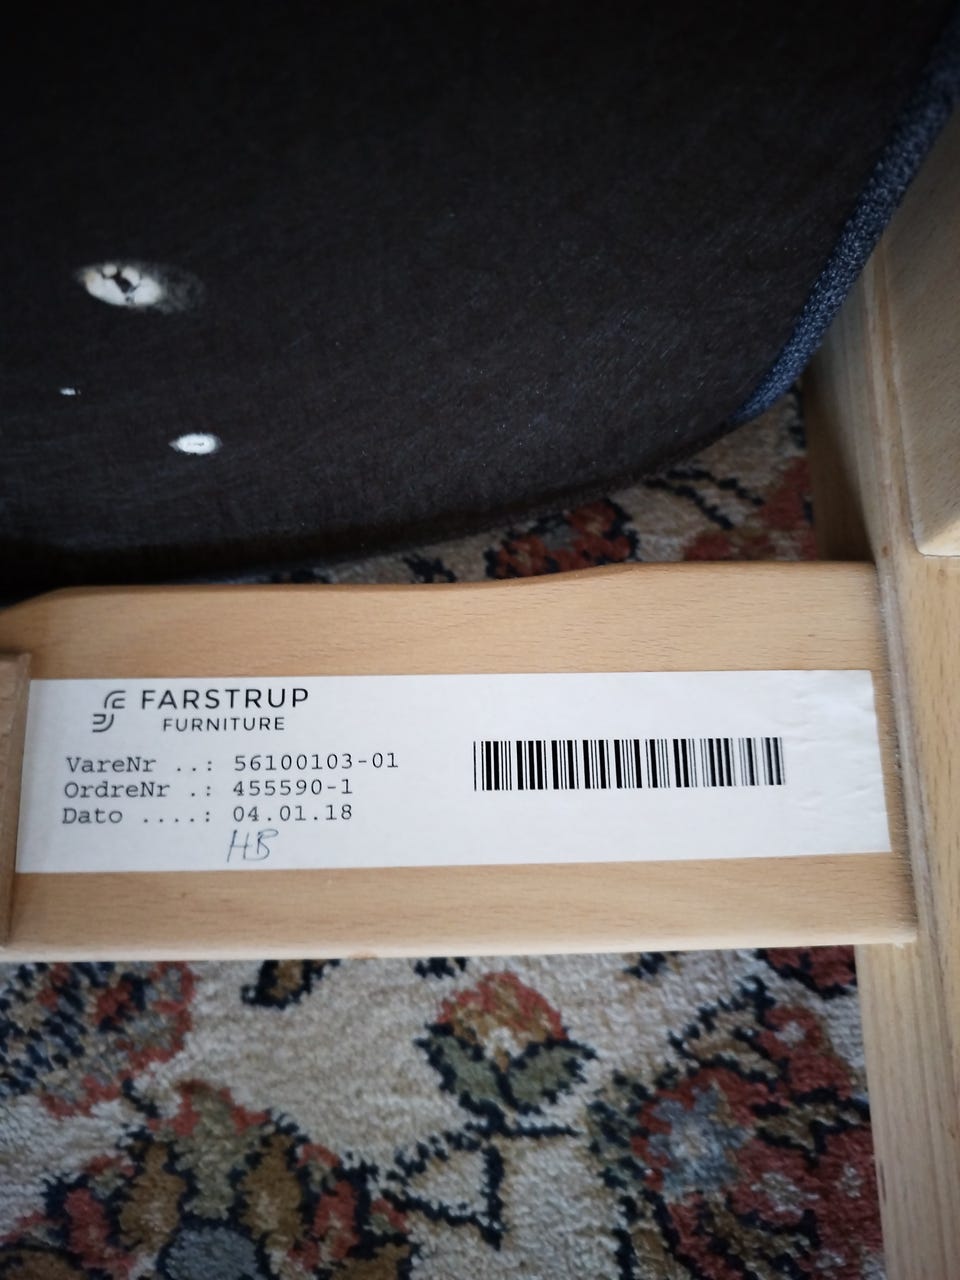 FARSTRUP
FURNITURE
VareNr ..: 56100103-01
OrdreNr .: 455590-1
Dato ....: 04.01.18
HB